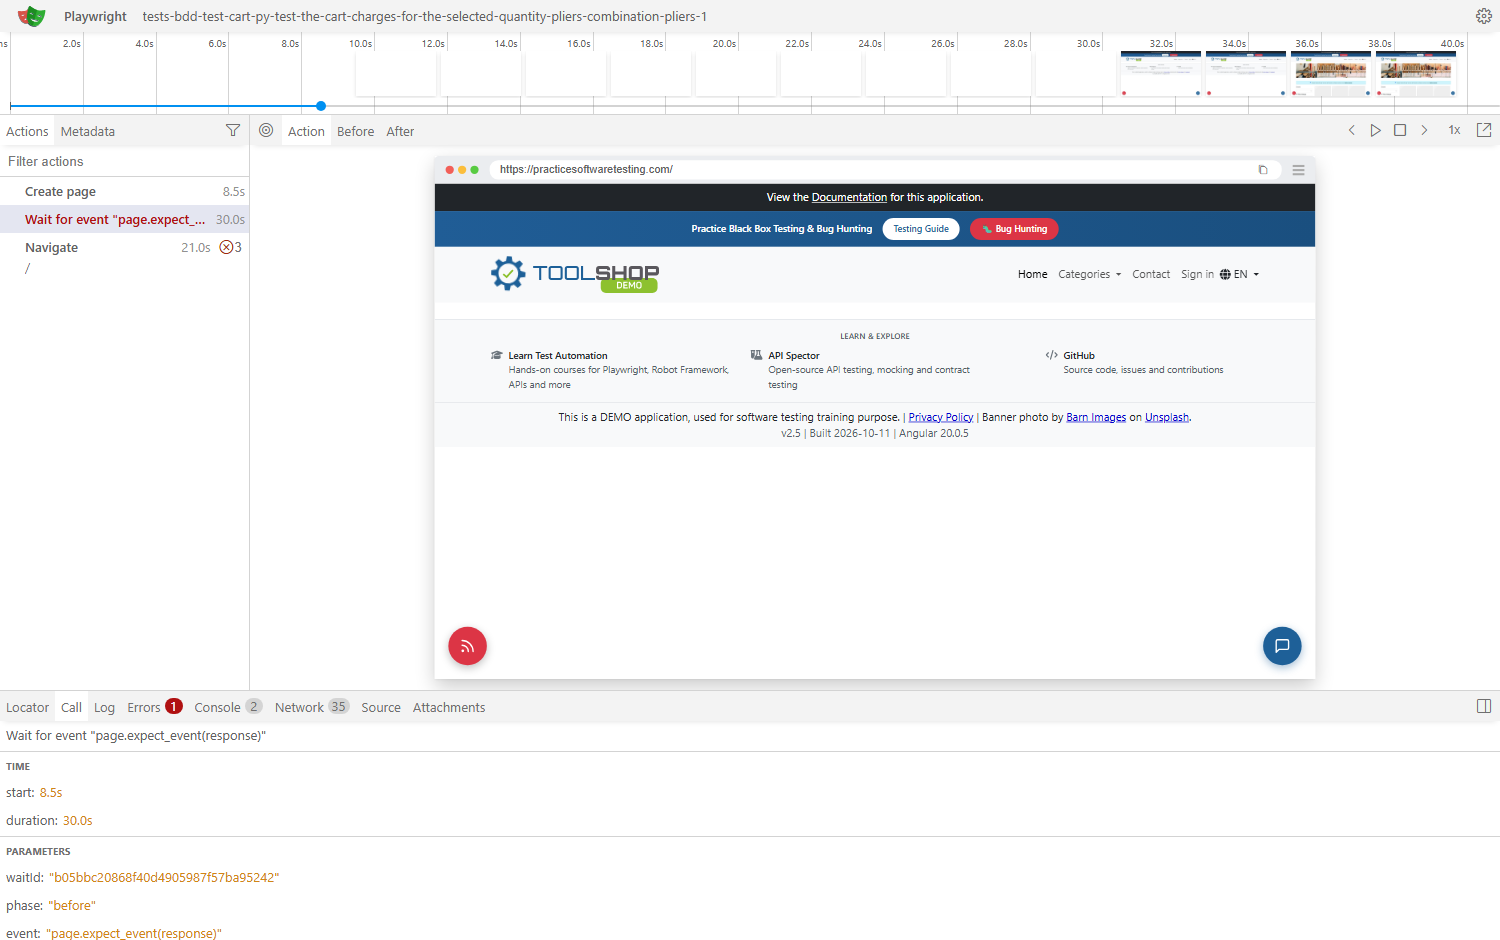 Playwright tests-bdd-test-cart-py-test-the-cart-charges-for-the-selected-quantity-pliers-combination-pliers-1
ns 2.0s 4.0s 6.0s 8.0s 10.0s 12.0s 14.0s 16.0s 18.0s 20.0s 22.0s 24.0s 26.0s 28.0s 30.0s 32.0s 34.0s 36.0s 38.0s 40.0s
Actions Metadata
Action Before After
1x
Filter actions
Create page 8.5s
Wait for event "page.expect_... 30.0s
Navigate 21.0s 3
/
https://practicesoftwaretesting.com/
View the Documentation for this application.
Practice Black Box Testing & Bug Hunting Testing Guide Bug Hunting
TOOLSHOP
DEMO
Home Categories Contact Sign in EN
LEARN & EXPLORE
Learn Test Automation
Hands-on courses for Playwright, Robot Framework,
APIs and more
API Spector
Open-source API testing, mocking and contract
testing
GitHub
Source code, issues and contributions
This is a DEMO application, used for software testing training purpose. | Privacy Policy | Banner photo by Barn Images on Unsplash.
v2.5 | Built 2026-10-11 | Angular 20.0.5
Locator Call Log Errors 1 Console 2 Network 35 Source Attachments
Wait for event "page.expect_event(response)"
TIME
start: 8.5s
duration: 30.0s
PARAMETERS
waitId: "b05bbc20868f40d4905987f57ba95242"
phase: "before"
event: "page.expect_event(response)"